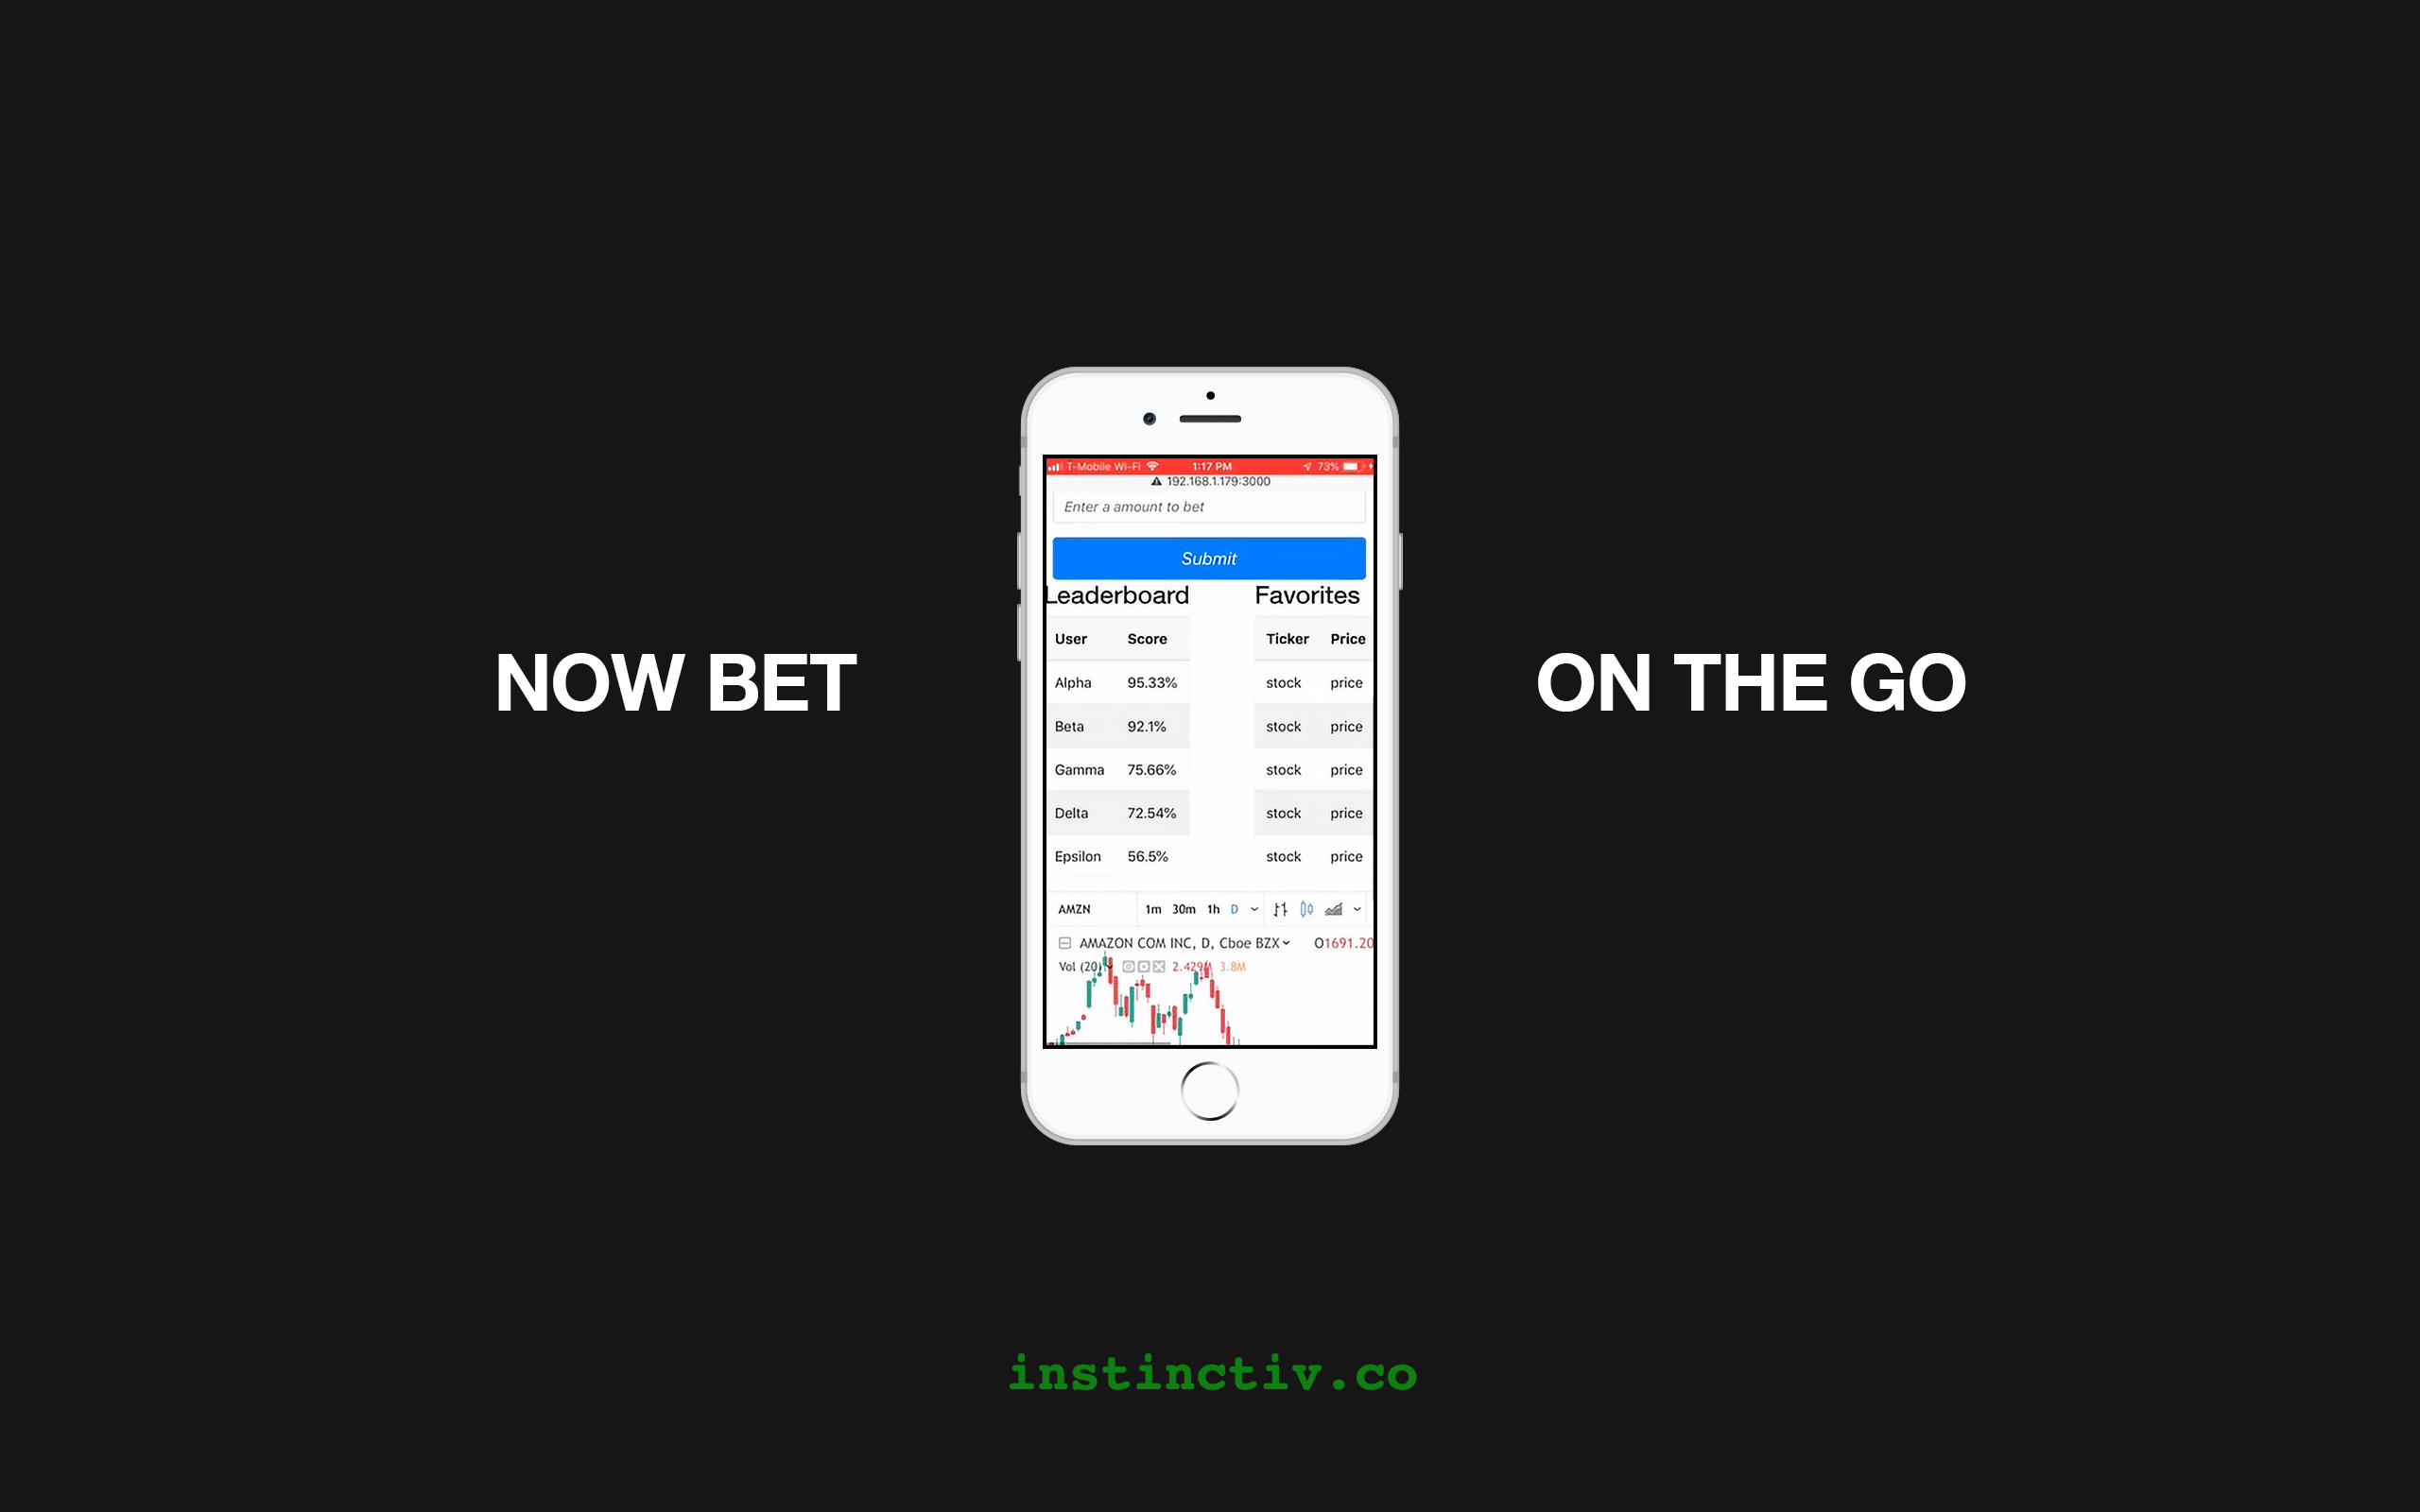 NOW BET
ON THE GO
T-Mobile Wi-Fi 1:17 PM 73%
192.168.1.179:3000
Enter a amount to bet
Submit
Leaderboard Favorites
User Score Ticker Price
Alpha 95.33% stock price
Beta 92.1% stock price
Gamma 75.66% stock price
Delta 72.54% stock price
Epsilon 56.5% stock price
AMZN 1m 30m 1h D
AMAZON COM INC, D, Cboe BZX O1691.20
Vol (20) 2.429M 3.8M
instinctiv.co